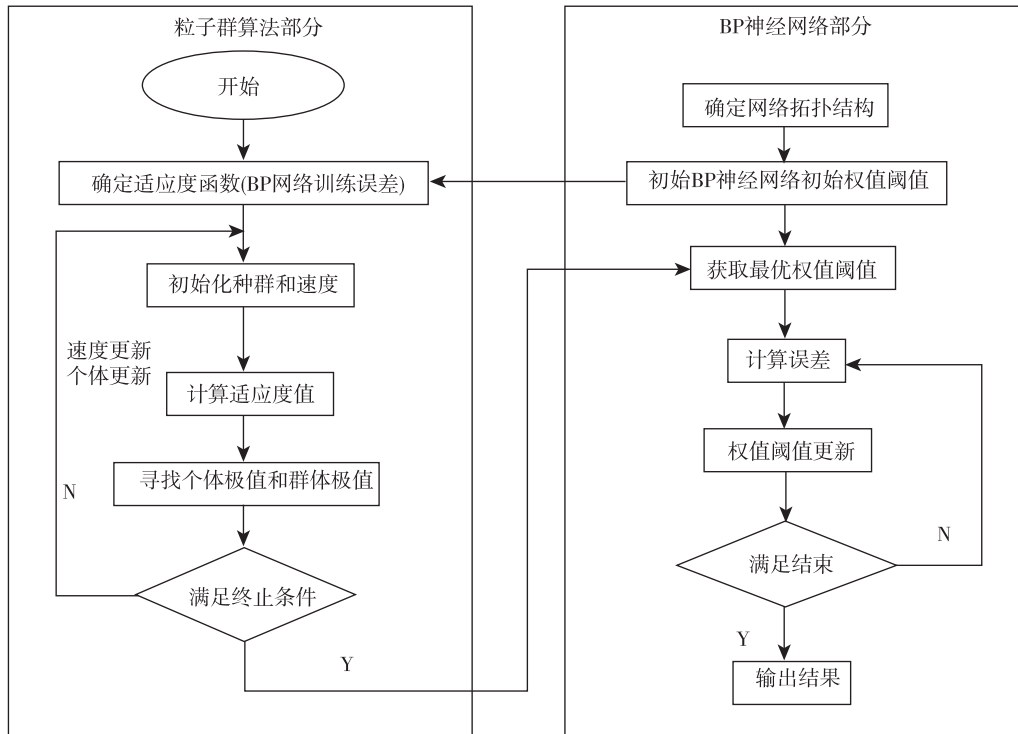 粒子群算法部分
开始
确定适应度函数(BP网络训练误差)
初始化种群和速度
速度更新
个体更新
计算适应度值
寻找个体极值和群体极值
N
满足终止条件
Y
BP神经网络部分
确定网络拓扑结构
初始BP神经网络初始权值阈值
获取最优权值阈值
计算误差
权值阈值更新
N
满足结束
Y
输出结果